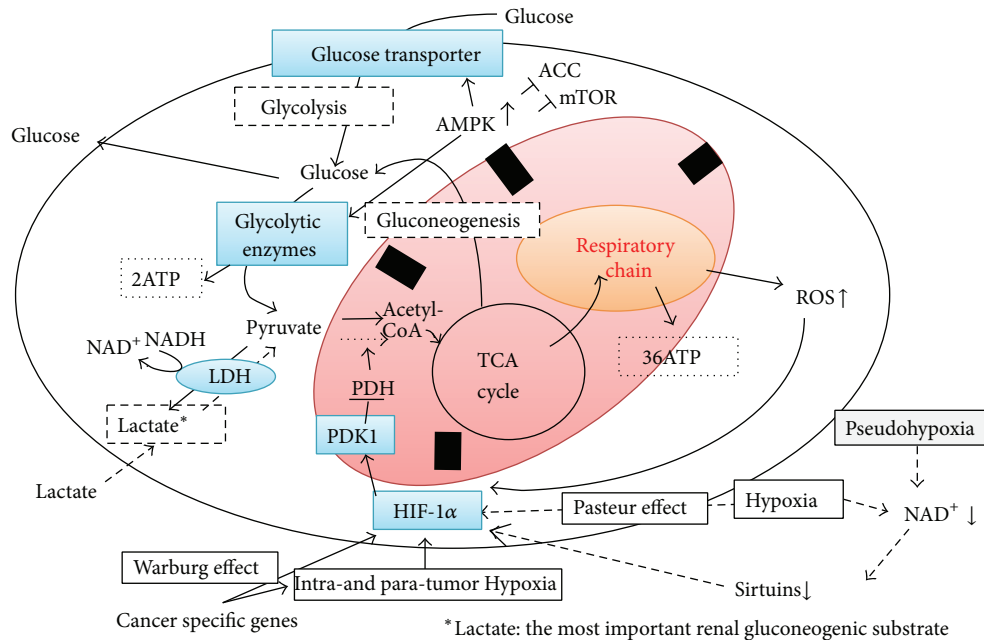 Glucose
Glucose transporter
ACC
mTOR
Glycolysis
AMPK ↑
Glucose
Glucose
Gluconeogenesis
Glycolytic
enzymes
Respiratory
chain
2ATP
ROS↑
Pyruvate
Acetyl-
CoA
NAD⁺ NADH
LDH
TCA
cycle
36ATP
PDH
Lactate*
PDK1
Pseudohypoxia
Lactate
HIF-1α
Pasteur effect
Hypoxia
NAD⁺ ↓
Warburg effect
Intra-and para-tumor Hypoxia
Sirtuins↓
Cancer specific genes
*Lactate: the most important renal gluconeogenic substrate